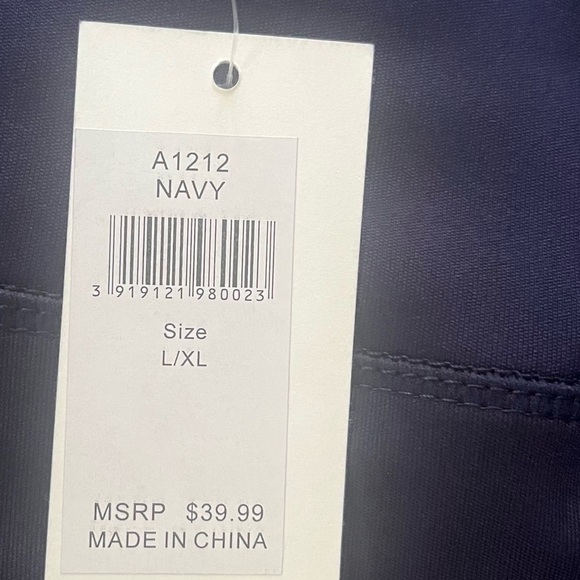 A1212
NAVY
3 919121 980023
Size
L/XL
MSRP $39.99
MADE IN CHINA